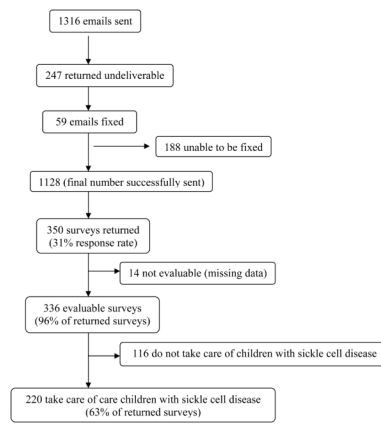 1316 emails sent
247 returned undeliverable
59 emails fixed
188 unable to be fixed
1128 (final number successfully sent)
350 surveys returned
(31% response rate)
14 not evaluable (missing data)
336 evaluable surveys
(96% of returned surveys)
116 do not take care of children with sickle cell disease
220 take care of care children with sickle cell disease
(63% of returned surveys)